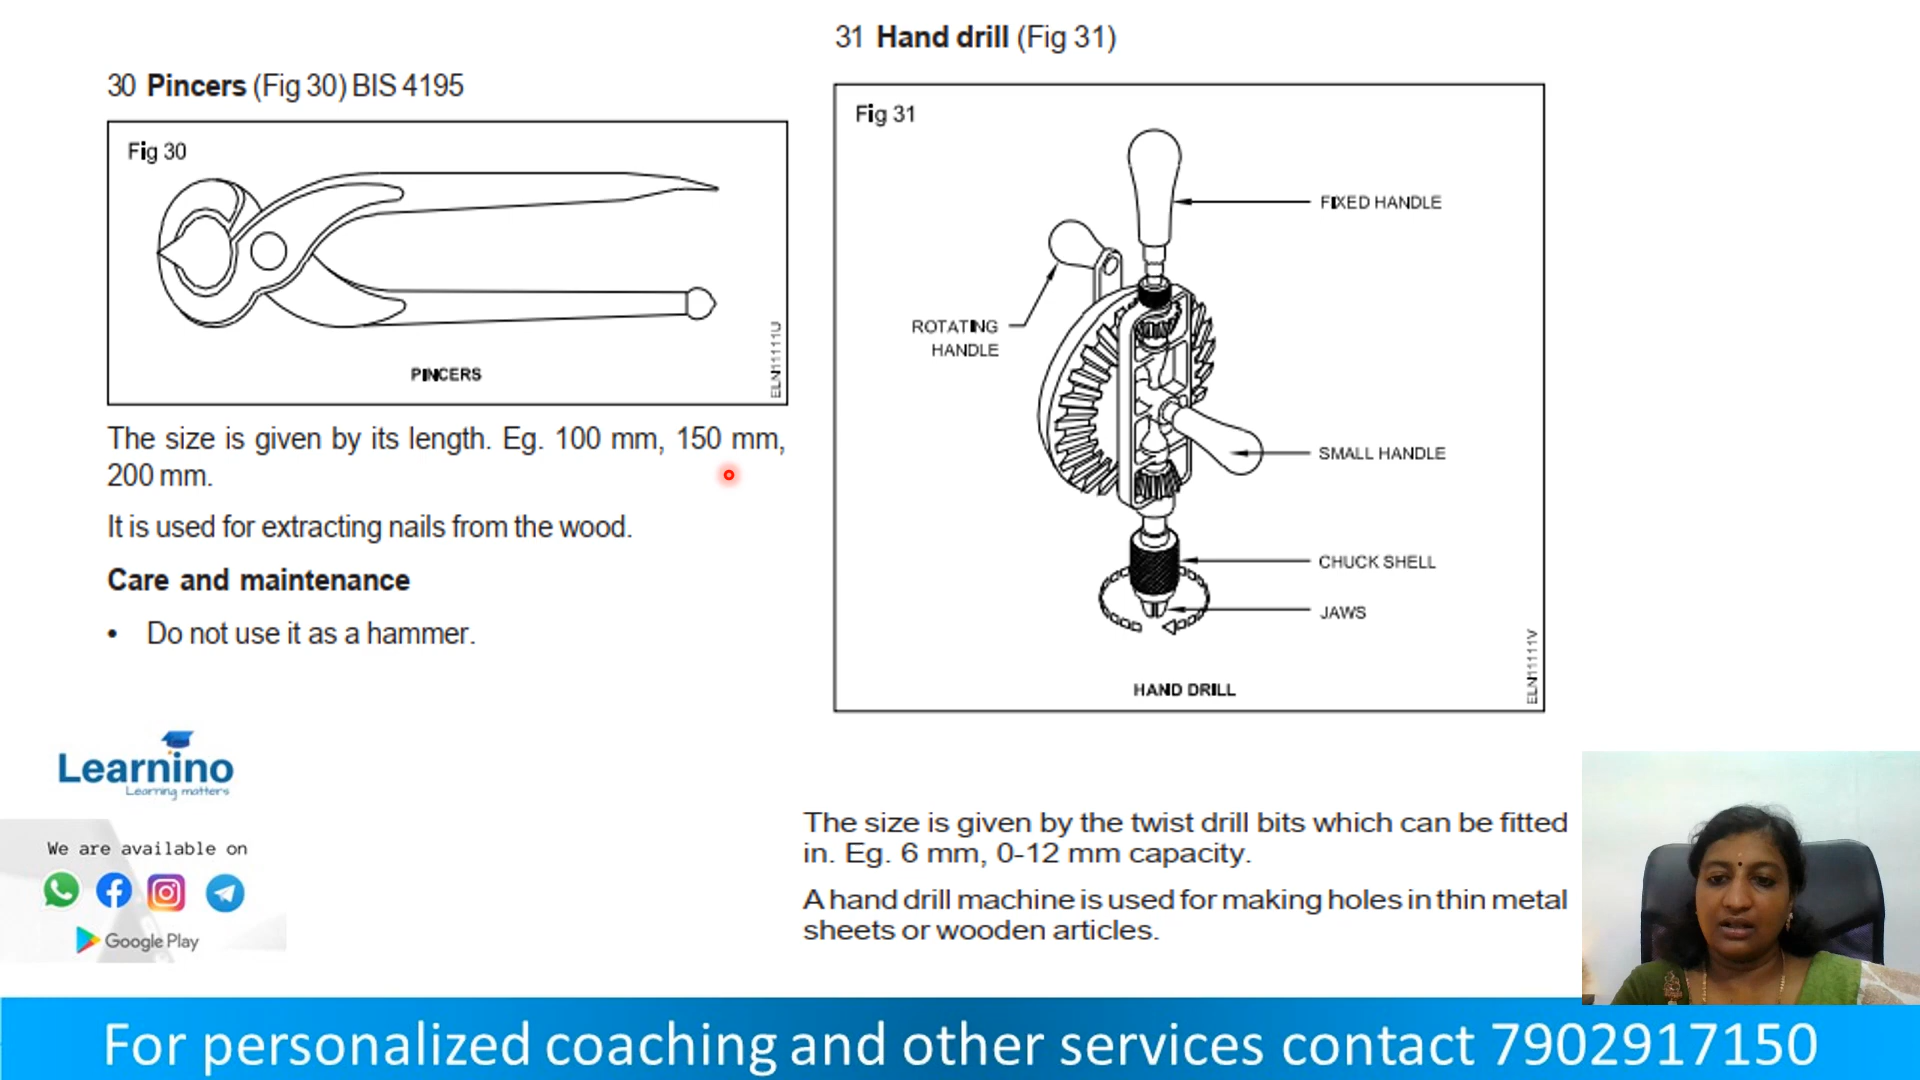 30 Pincers (Fig 30) BIS 4195
Fig 30
PINCERS
ELN11111U
The size is given by its length. Eg. 100 mm, 150 mm,
200 mm.
It is used for extracting nails from the wood.
Care and maintenance
• Do not use it as a hammer.
31 Hand drill (Fig 31)
Fig 31
FIXED HANDLE
ROTATING
HANDLE
SMALL HANDLE
CHUCK SHELL
JAWS
HAND DRILL
ELN11111V
The size is given by the twist drill bits which can be fitted
in. Eg. 6 mm, 0-12 mm capacity.
A hand drill machine is used for making holes in thin metal
sheets or wooden articles.
Learnino
Learning matters
We are available on
Google Play
For personalized coaching and other services contact 7902917150